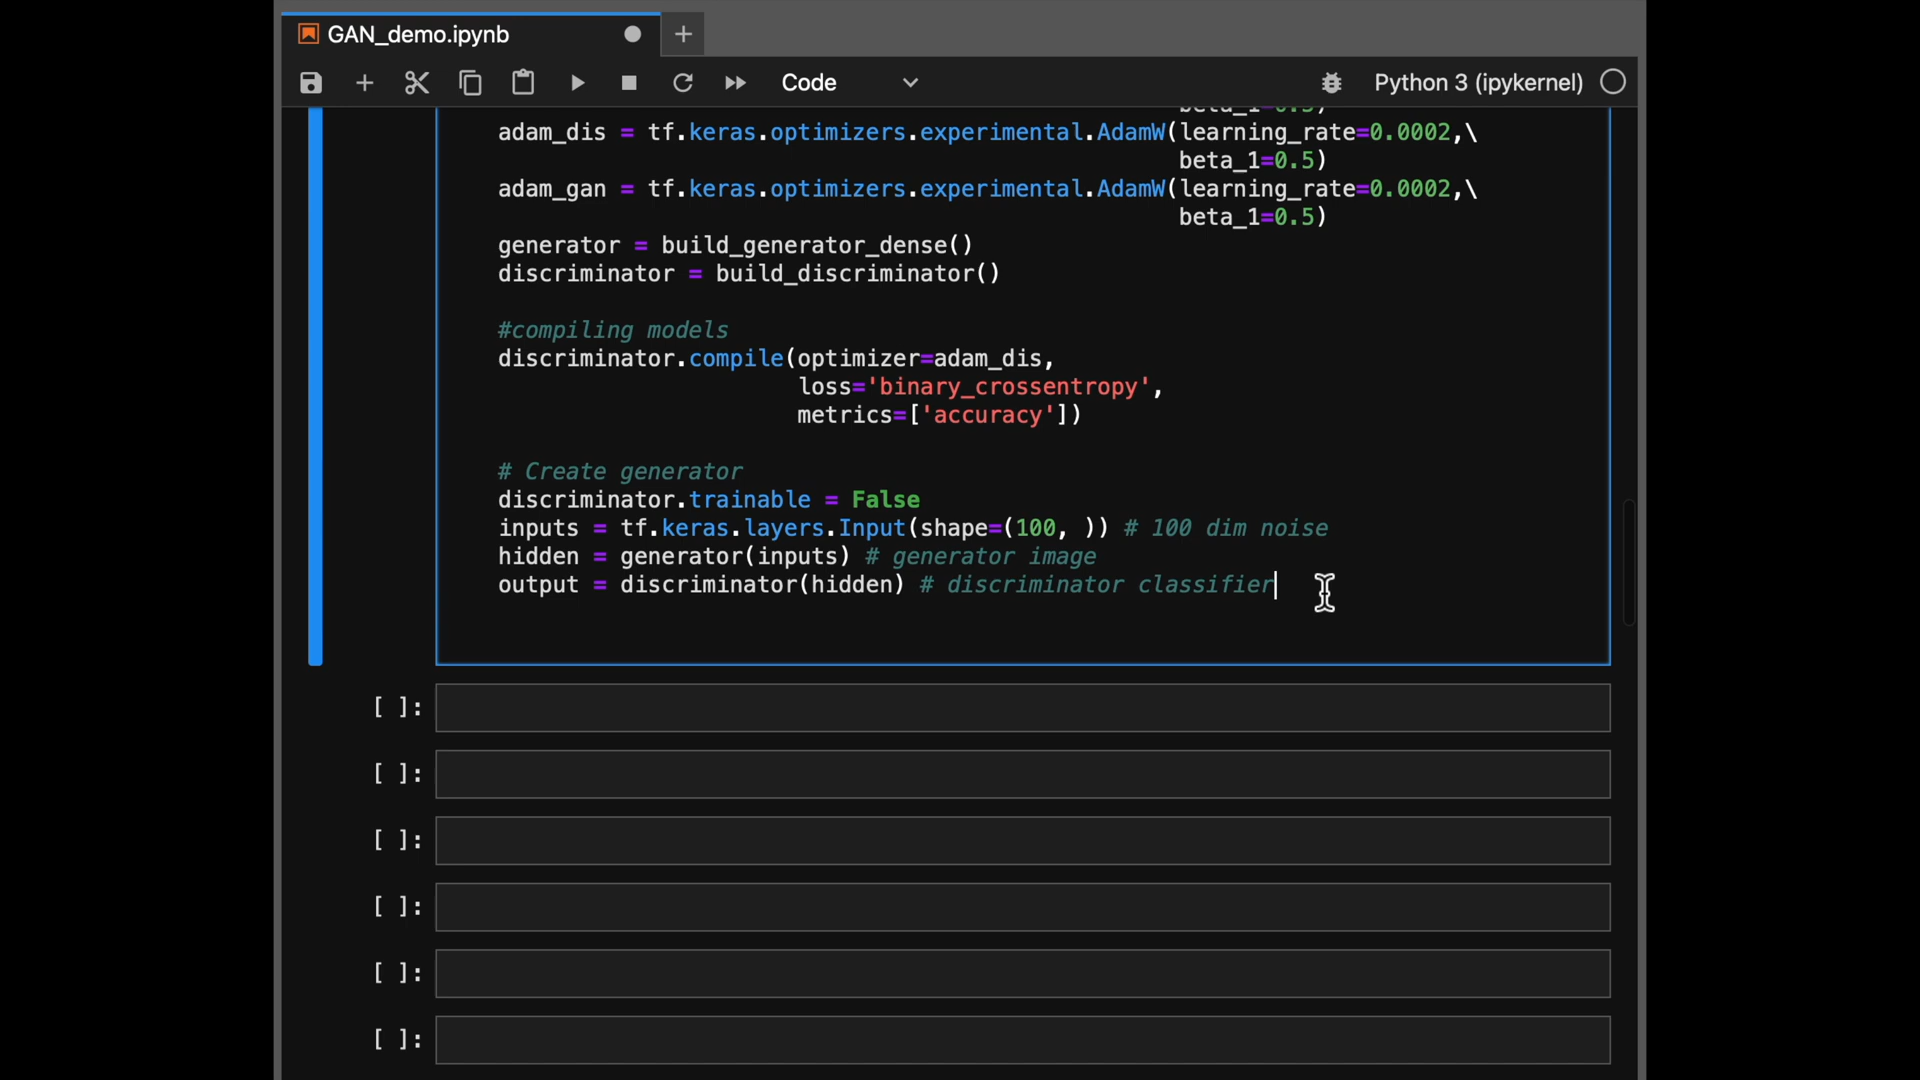 GAN_demo.ipynb
Code
Python 3 (ipykernel)
adam_dis = tf.keras.optimizers.experimental.AdamW(learning_rate=0.0002,\
beta_1=0.5)
adam_gan = tf.keras.optimizers.experimental.AdamW(learning_rate=0.0002,\
beta_1=0.5)
generator = build_generator_dense()
discriminator = build_discriminator()
#compiling models
discriminator.compile(optimizer=adam_dis,
loss='binary_crossentropy',
metrics=['accuracy'])
# Create generator
discriminator.trainable = False
inputs = tf.keras.layers.Input(shape=(100, )) # 100 dim noise
hidden = generator(inputs) # generator image
output = discriminator(hidden) # discriminator classifier
[ ]:
[ ]:
[ ]:
[ ]:
[ ]:
[ ]: